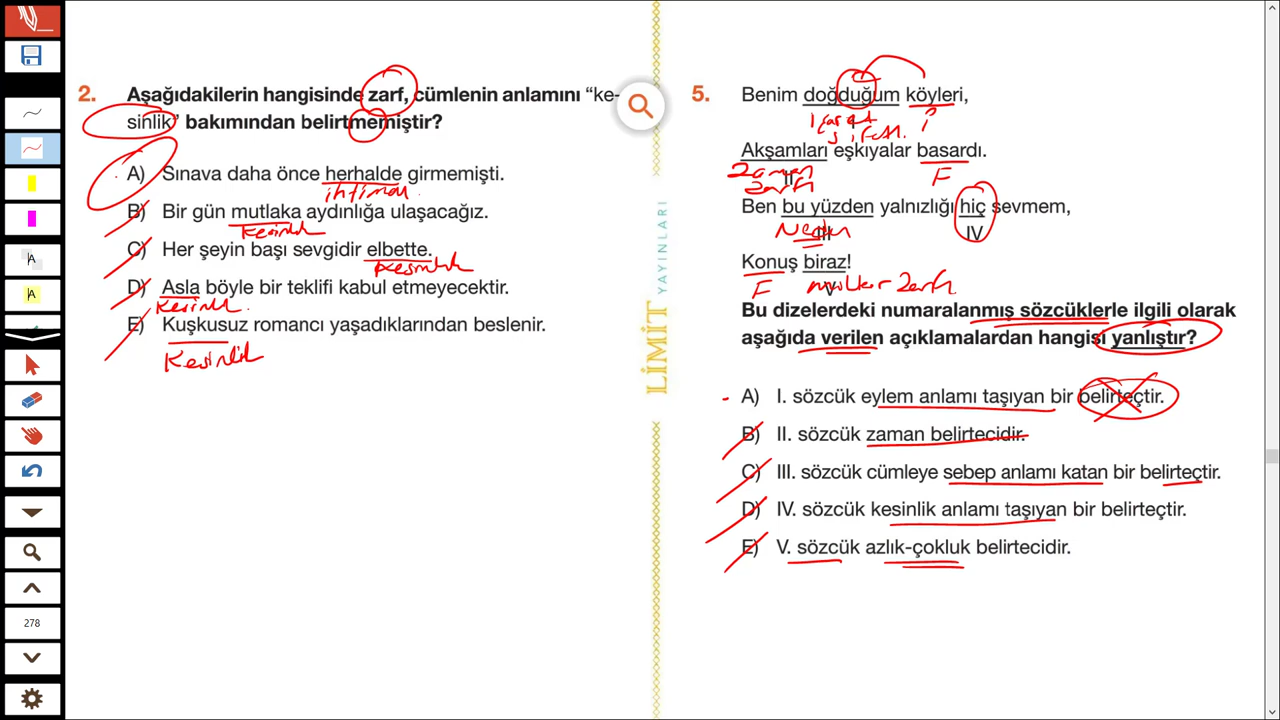 2. Aşağıdakilerin hangisinde zarf, cümlenin anlamını “ke-
sinlik” bakımından belirtmemiştir?
A) Sınava daha önce herhalde girmemişti.
ihtimal
B) Bir gün mutlaka aydınlığa ulaşacağız.
Kesinlik
C) Her şeyin başı sevgidir elbette.
Kesinlik
D) Asla böyle bir teklifi kabul etmeyecektir.
Kesinlik
E) Kuşkusuz romancı yaşadıklarından beslenir.
Kesinlik
LİMİT YAYINLARI
5. Benim doğduğum köyleri,
I
Akşamları eşkıyalar basardı.
Zaman II F
Zarfı
Ben bu yüzden yalnızlığı hiç sevmem,
Neden III IV
Konuş biraz!
F V miktar zarfı
Bu dizelerdeki numaralanmış sözcüklerle ilgili olarak
aşağıda verilen açıklamalardan hangisi yanlıştır?
A) I. sözcük eylem anlamı taşıyan bir belirteçtir.
B) II. sözcük zaman belirtecidir.
C) III. sözcük cümleye sebep anlamı katan bir belirteçtir.
D) IV. sözcük kesinlik anlamı taşıyan bir belirteçtir.
E) V. sözcük azlık-çokluk belirtecidir.
A
A
278